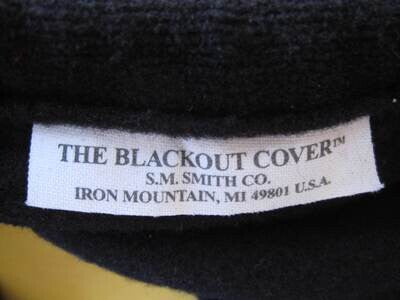 THE BLACKOUT COVER™
S.M. SMITH CO.
IRON MOUNTAIN, MI 49801 U.S.A.